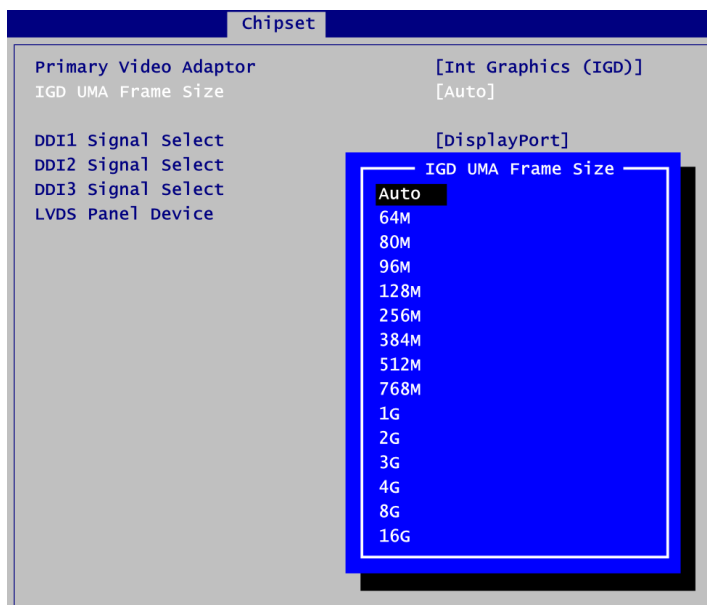 Chipset
Primary Video Adaptor [Int Graphics (IGD)]
IGD UMA Frame Size [Auto]
DDI1 Signal Select [DisplayPort]
DDI2 Signal Select
DDI3 Signal Select
LVDS Panel Device
IGD UMA Frame Size
Auto
64M
80M
96M
128M
256M
384M
512M
768M
1G
2G
3G
4G
8G
16G